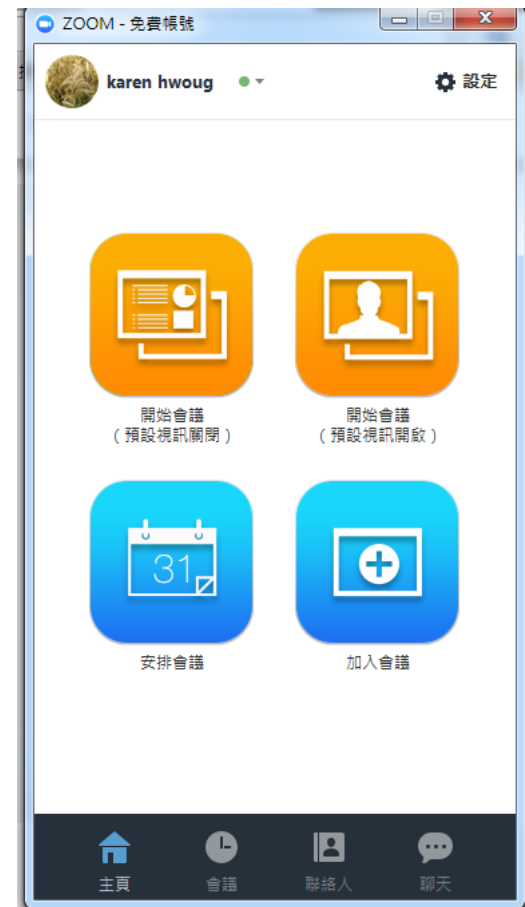 ZOOM - 免費帳號
karen hwoug
設定
開始會議
（預設視訊關閉）
開始會議
（預設視訊開啟）
31
安排會議
加入會議
主頁
會議
聯絡人
聊天